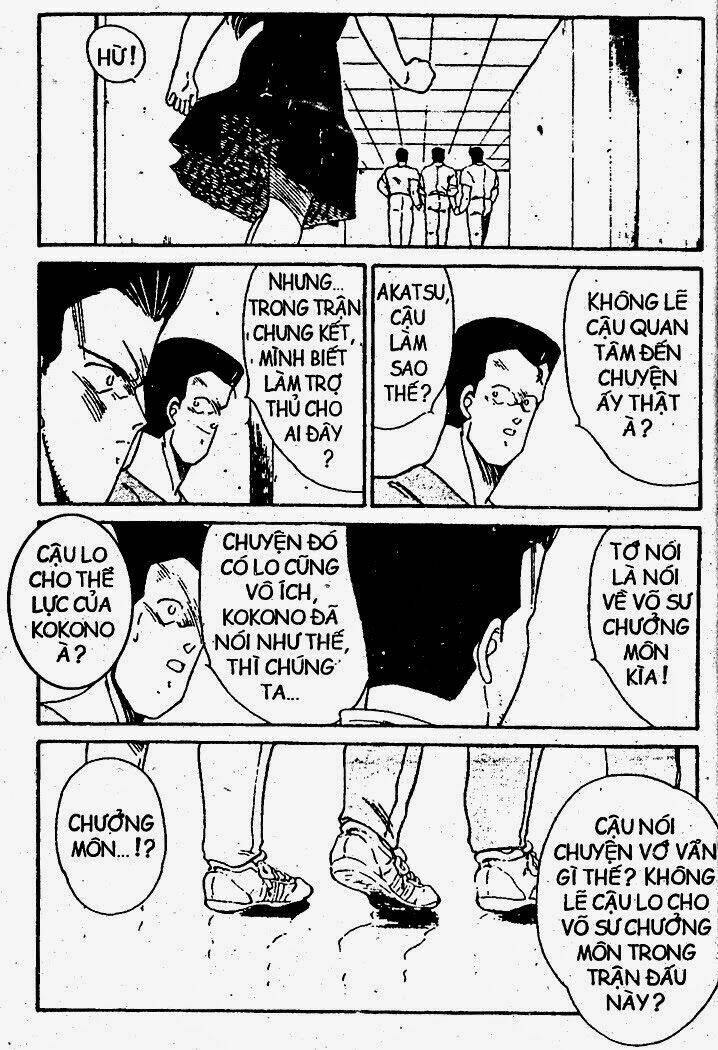 HỪ!
NHƯNG...
TRONG TRẬN
CHUNG KẾT,
MÌNH BIẾT
LÀM TRỢ
THỦ CHO
AI ĐÂY
?
AKATSU,
CẬU
LÀM
SAO
THẾ?
KHÔNG LẼ
CẬU QUAN
TÂM ĐẾN
CHUYỆN
ẤY THẬT
À?
CẬU LO
CHO THỂ
LỰC CỦA
KOKONO
À?
CHUYỆN ĐÓ
CÓ LO CŨNG
VÔ ÍCH,
KOKONO ĐÃ
NÓI NHƯ THẾ,
THÌ CHÚNG
TA...
TỚ NÓI
LÀ NÓI
VỀ VÕ SƯ
CHƯỞNG
MÔN
KÌA!
CHƯỞNG
MÔN...!?
CẬU NÓI
CHUYỆN VỚ VẨN
GÌ THẾ? KHÔNG
LẼ CẬU LO CHO
VÕ SƯ CHƯỞNG
MÔN TRONG
TRẬN ĐẤU
NÀY?